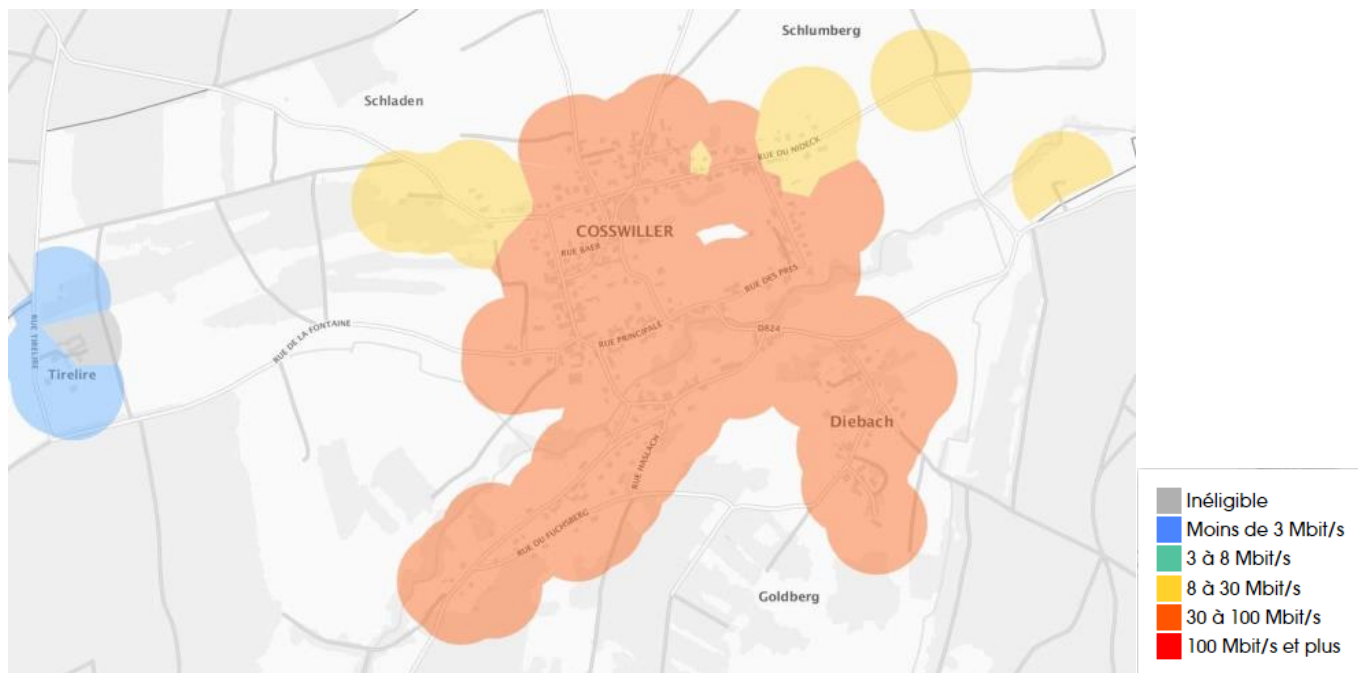 Schlumberg
Schladen
RUE DU NIDECK
COSSWILLER
RUE BAER
RUE DES PRES
RUE TIRELIRE
RUE DE LA FONTAINE
RUE PRINCIPALE
D824
Tirelire
Diebach
RUE HASLACH
RUE DU FUCHSBERG
Goldberg
Inéligible
Moins de 3 Mbit/s
3 à 8 Mbit/s
8 à 30 Mbit/s
30 à 100 Mbit/s
100 Mbit/s et plus